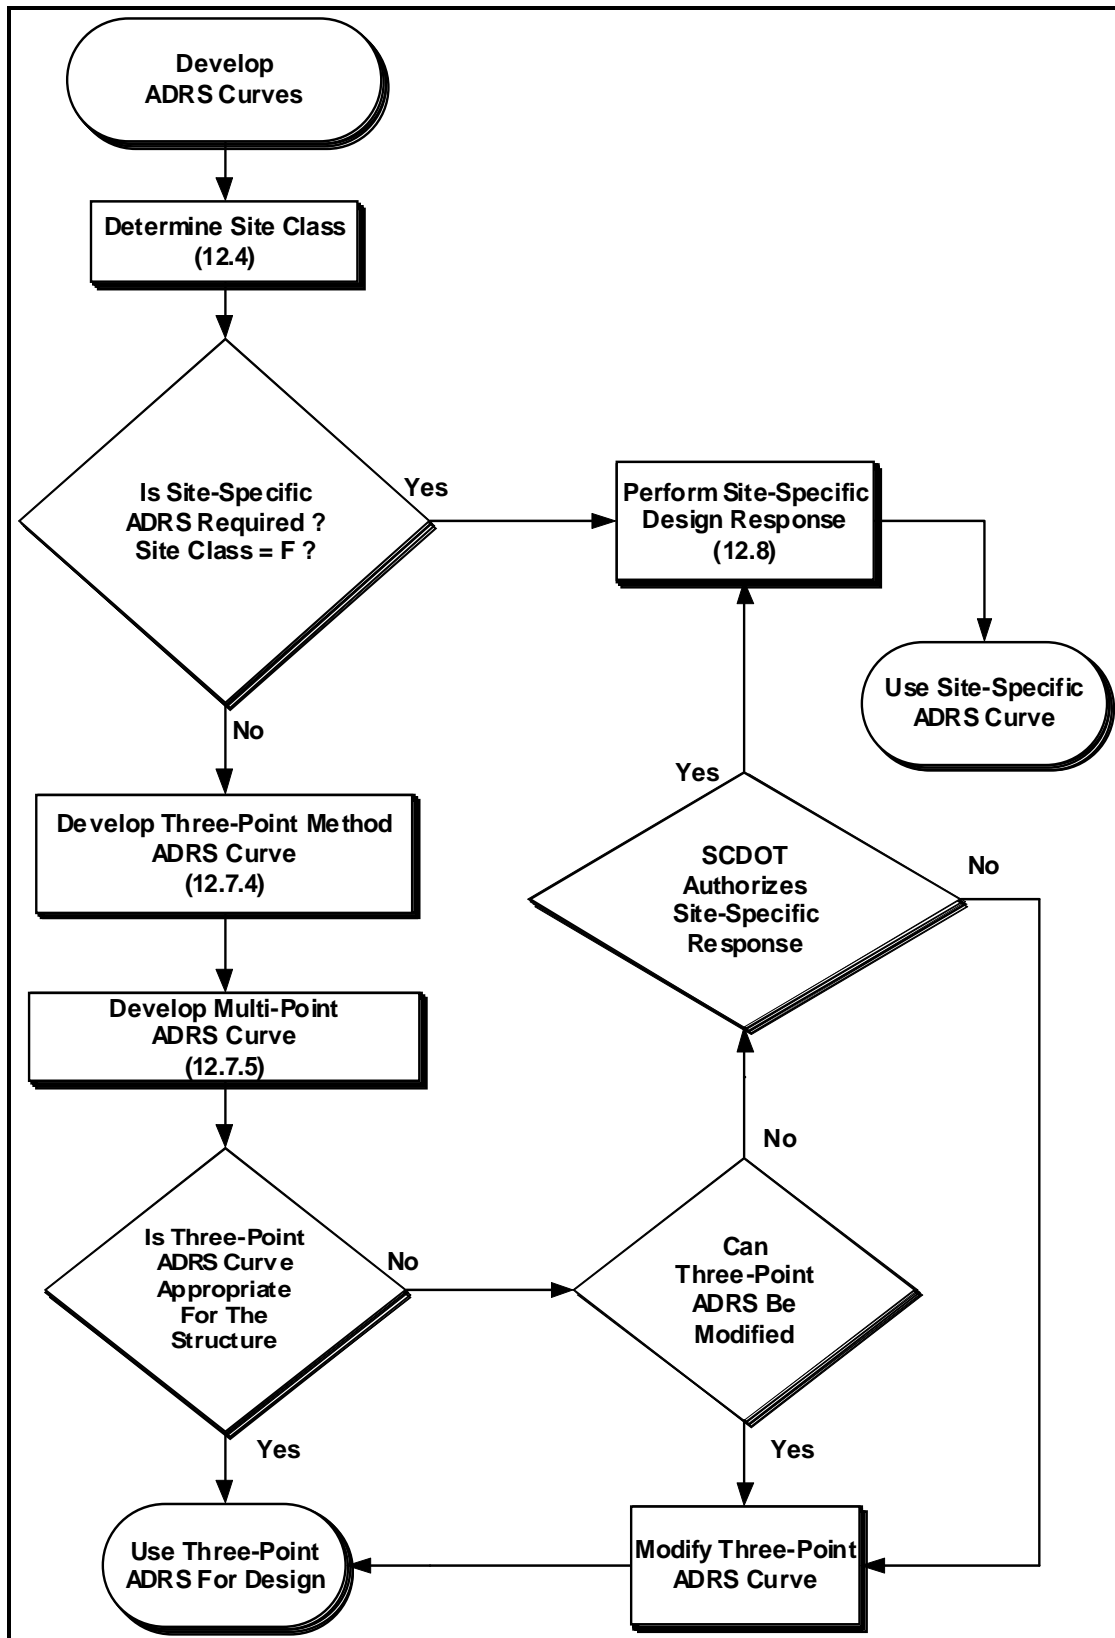 Develop
ADRS Curves
Determine Site Class
(12.4)
Is Site-Specific
ADRS Required ?
Site Class = F ?
Yes
Perform Site-Specific
Design Response
(12.8)
Use Site-Specific
ADRS Curve
No
Develop Three-Point Method
ADRS Curve
(12.7.4)
Yes
SCDOT
Authorizes
Site-Specific
Response
No
Develop Multi-Point
ADRS Curve
(12.7.5)
No
Is Three-Point
ADRS Curve
Appropriate
For The
Structure
No
Can
Three-Point
ADRS Be
Modified
Yes
Yes
Use Three-Point
ADRS For Design
Modify Three-Point
ADRS Curve